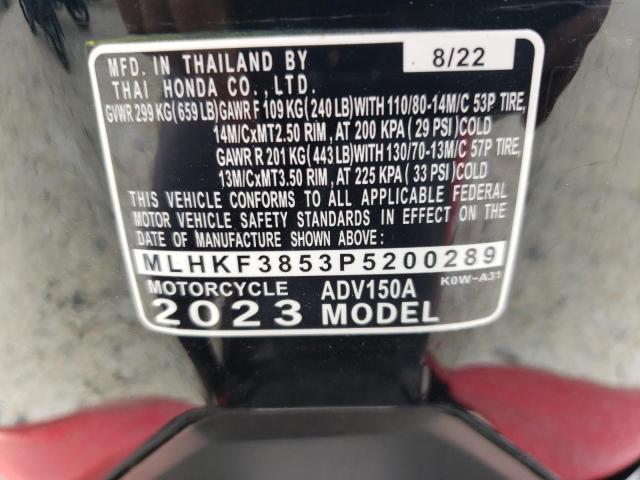 MFD. IN THAILAND BY 8/22
THAI HONDA CO., LTD.
GVWR 299 KG(659 LB)GAWR F 109 KG(240 LB)WITH 110/80-14M/C 53P TIRE,
14M/CxMT2.50 RIM, AT 200 KPA (29 PSI)COLD
GAWR R 201 KG(443 LB)WITH 130/70-13M/C 57P TIRE,
13M/CxMT3.50 RIM, AT 225 KPA (33 PSI)COLD
THIS VEHICLE CONFORMS TO ALL APPLICABLE FEDERAL
MOTOR VEHICLE SAFETY STANDARDS IN EFFECT ON THE
DATE OF MANUFACTURE SHOWN ABOVE:
MLHKF3853P5200289
K0W-A31
MOTORCYCLE ADV150A
2023 MODEL